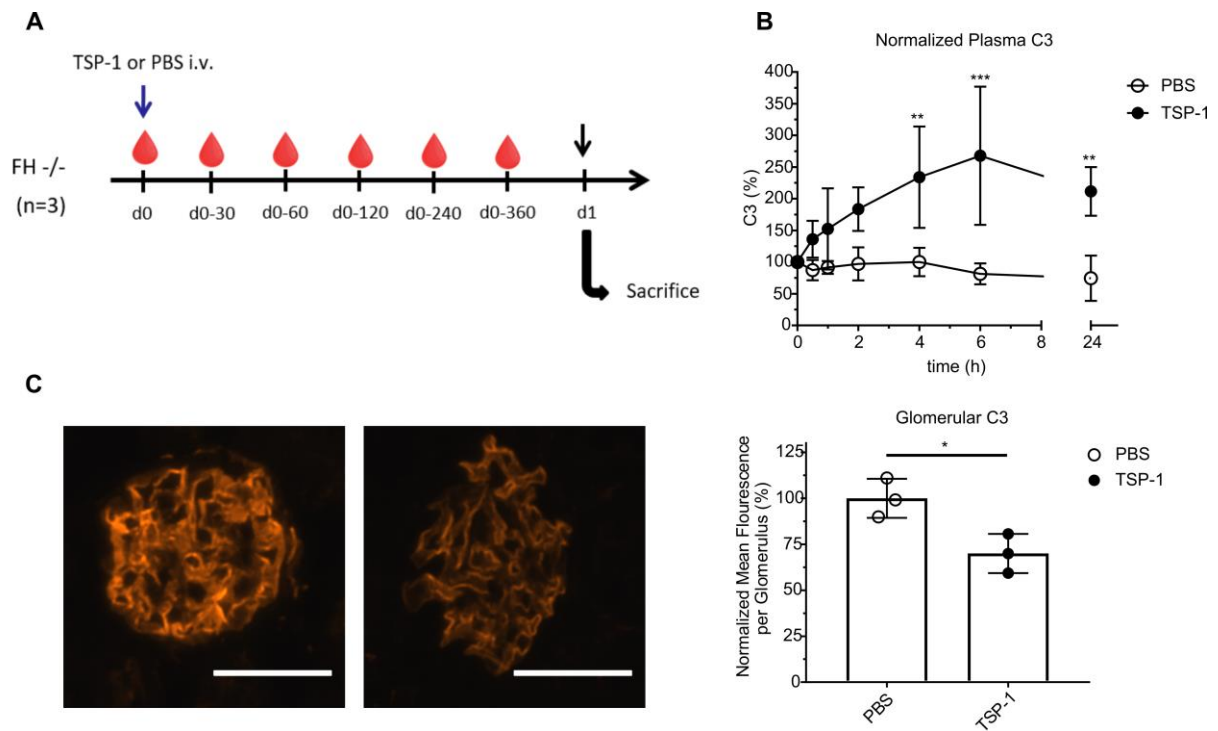 A
TSP-1 or PBS i.v.
FH -/-
(n=3)
d0
d0-30
d0-60
d0-120
d0-240
d0-360
d1
Sacrifice
B
Normalized Plasma C3
C3 (%)
400
350
300
250
200
150
100
50
0
**
***
**
PBS
TSP-1
0
2
4
6
8
24
time (h)
C
Glomerular C3
Normalized Mean Flourescence
per Glomerulus (%)
125
100
75
50
25
0
*
PBS
TSP-1
PBS
TSP-1